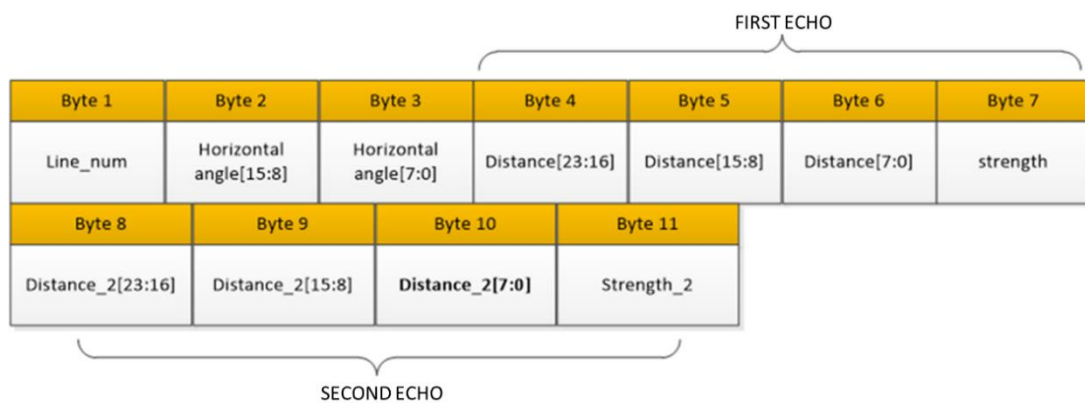 FIRST ECHO
Byte 1 Byte 2 Byte 3 Byte 4 Byte 5 Byte 6 Byte 7
Line_num
Horizontal
angle[15:8]
Horizontal
angle[7:0]
Distance[23:16]
Distance[15:8]
Distance[7:0]
strength
Byte 8 Byte 9 Byte 10 Byte 11
Distance_2[23:16] Distance_2[15:8] Distance_2[7:0] Strength_2
SECOND ECHO